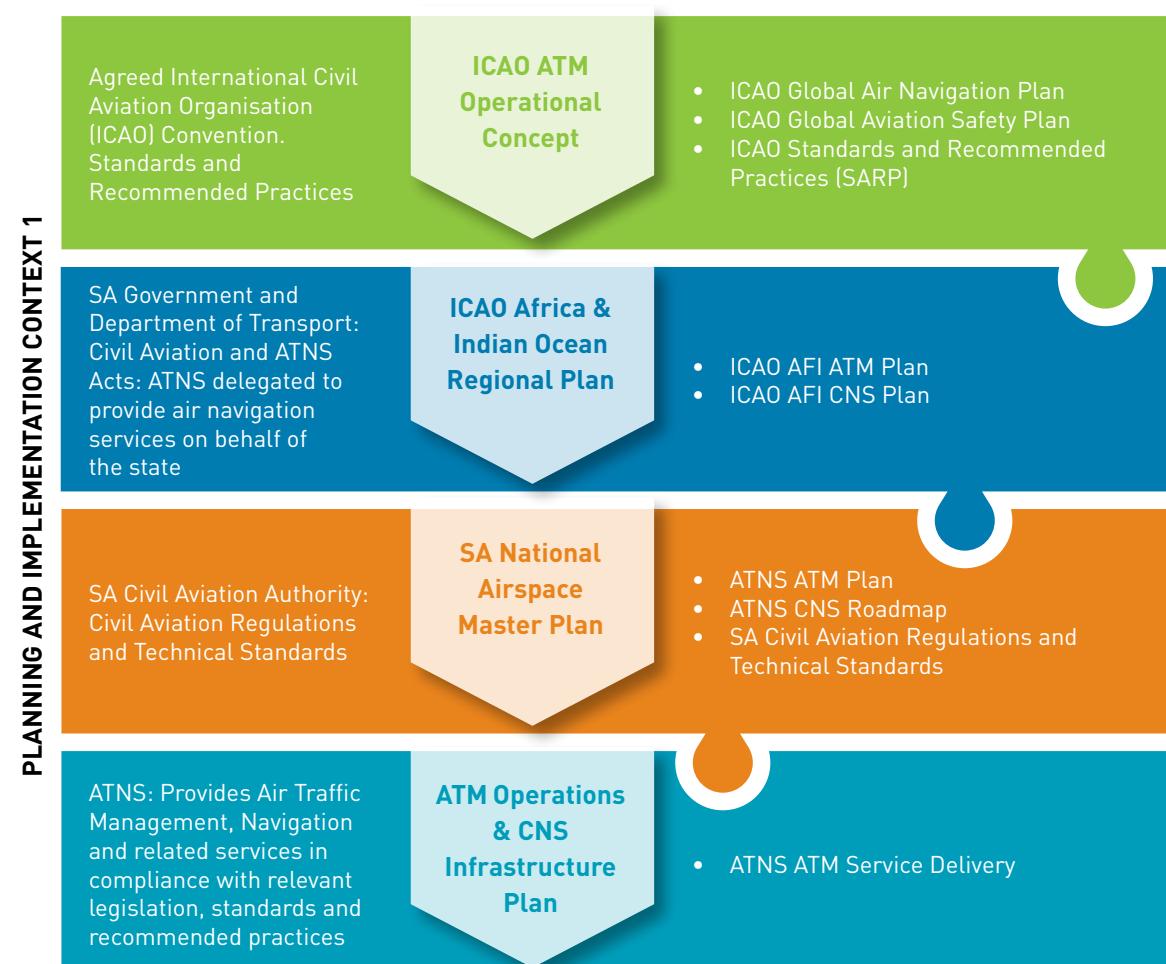 PLANNING AND IMPLEMENTATION CONTEXT 1
Agreed International Civil
Aviation Organisation
(ICAO) Convention.
Standards and
Recommended Practices
ICAO ATM
Operational
Concept
• ICAO Global Air Navigation Plan
• ICAO Global Aviation Safety Plan
• ICAO Standards and Recommended
Practices (SARP)
SA Government and
Department of Transport:
Civil Aviation and ATNS
Acts: ATNS delegated to
provide air navigation
services on behalf of
the state
ICAO Africa &
Indian Ocean
Regional Plan
• ICAO AFI ATM Plan
• ICAO AFI CNS Plan
SA Civil Aviation Authority:
Civil Aviation Regulations
and Technical Standards
SA National
Airspace
Master Plan
• ATNS ATM Plan
• ATNS CNS Roadmap
• SA Civil Aviation Regulations and
Technical Standards
ATNS: Provides Air Traffic
Management, Navigation
and related services in
compliance with relevant
legislation, standards and
recommended practices
ATM Operations
& CNS
Infrastructure
Plan
• ATNS ATM Service Delivery